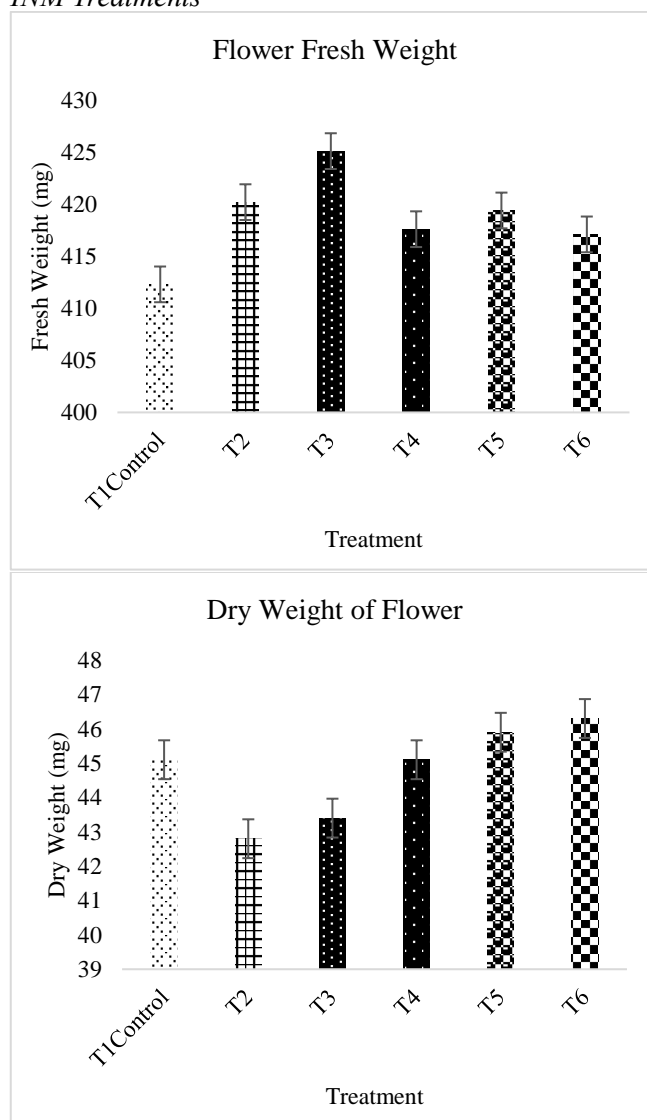 INM Treatments
Flower Fresh Weight
430
425
420
415
410
405
400
Fresh Weiight (mg)
T1Control
T2
T3
T4
T5
T6
Treatment
Dry Weight of Flower
48
47
46
45
44
43
42
41
40
39
Dry Weight (mg)
T1Control
T2
T3
T4
T5
T6
Treatment